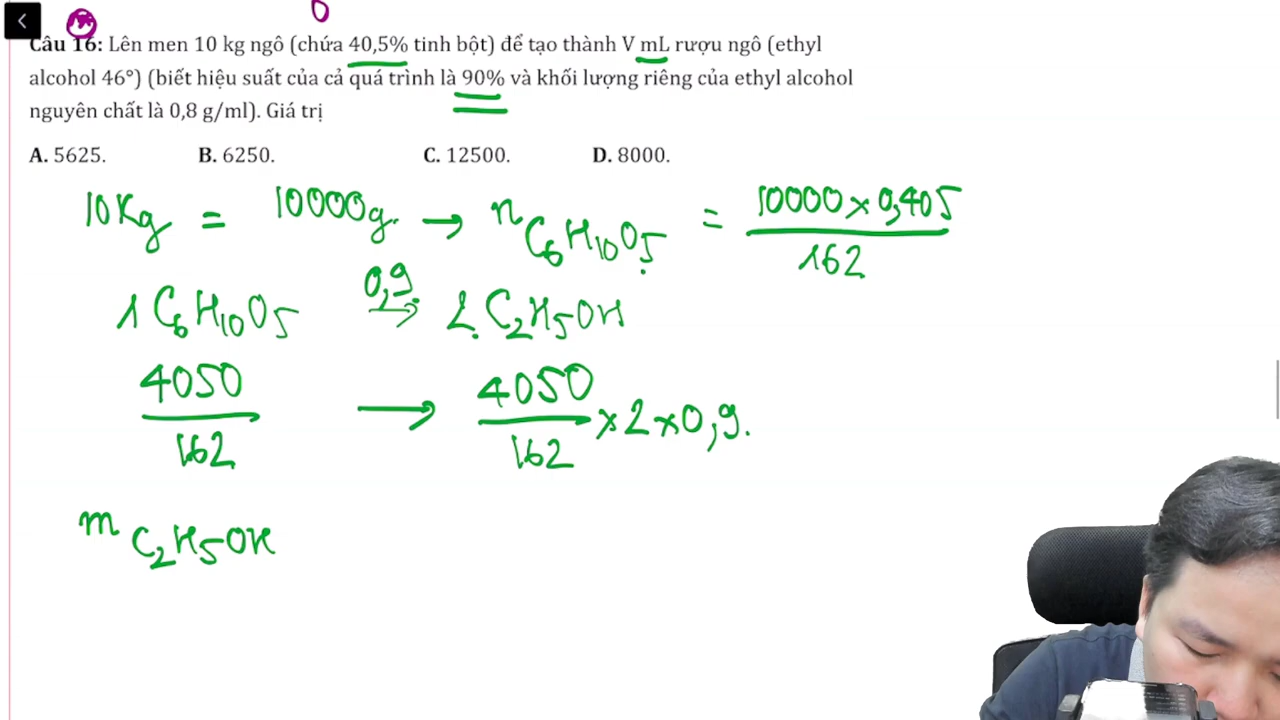 Câu 16: Lên men 10 kg ngô (chứa 40,5% tinh bột) để tạo thành V mL rượu ngô (ethyl
alcohol 46°) (biết hiệu suất của cả quá trình là 90% và khối lượng riêng của ethyl alcohol
nguyên chất là 0,8 g/ml). Giá trị
A. 5625. B. 6250. C. 12500. D. 8000.
10Kg = 10000g. → n C6H10O5 = 10000 x 0,405 / 162
1 C6H10O5 0,9 → 2 C2H5OH
4050 / 162 → 4050 / 162 x 2 x 0,9.
m C2H5OH